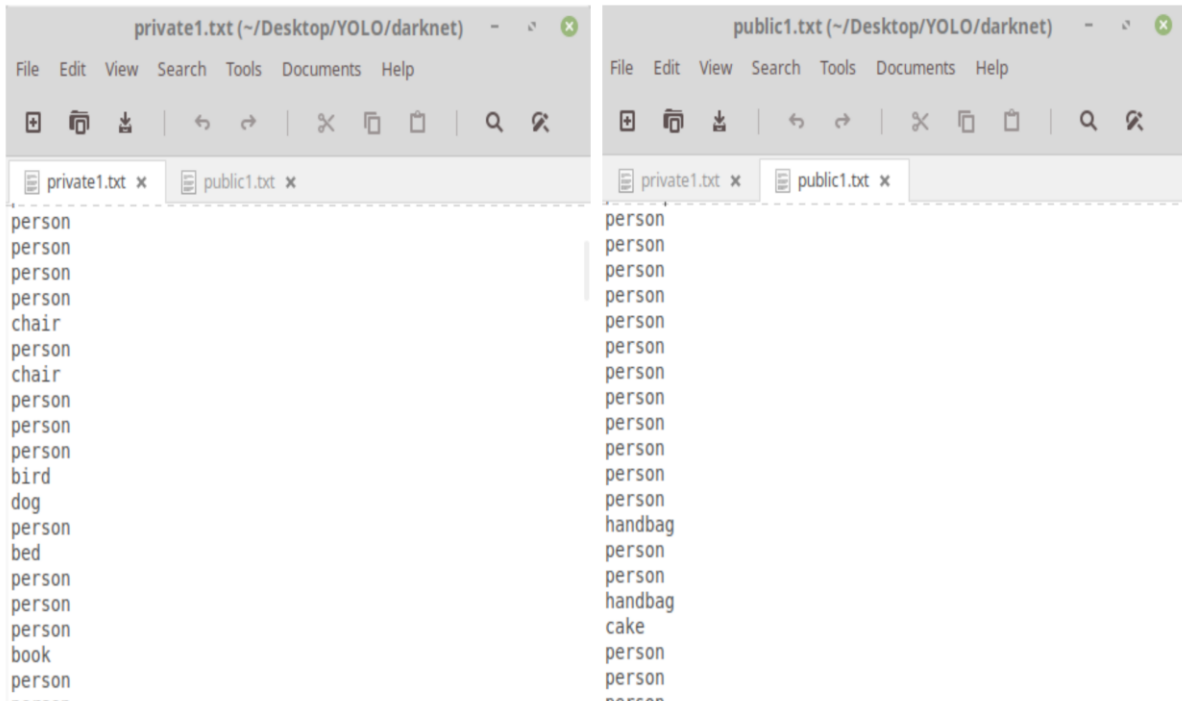 private1.txt (~/Desktop/YOLO/darknet)
File Edit View Search Tools Documents Help
private1.txt public1.txt
person
person
person
person
chair
person
chair
person
person
person
bird
dog
person
bed
person
person
person
book
person
public1.txt (~/Desktop/YOLO/darknet)
File Edit View Search Tools Documents Help
private1.txt public1.txt
person
person
person
person
person
person
person
person
person
person
person
person
handbag
person
person
handbag
cake
person
person